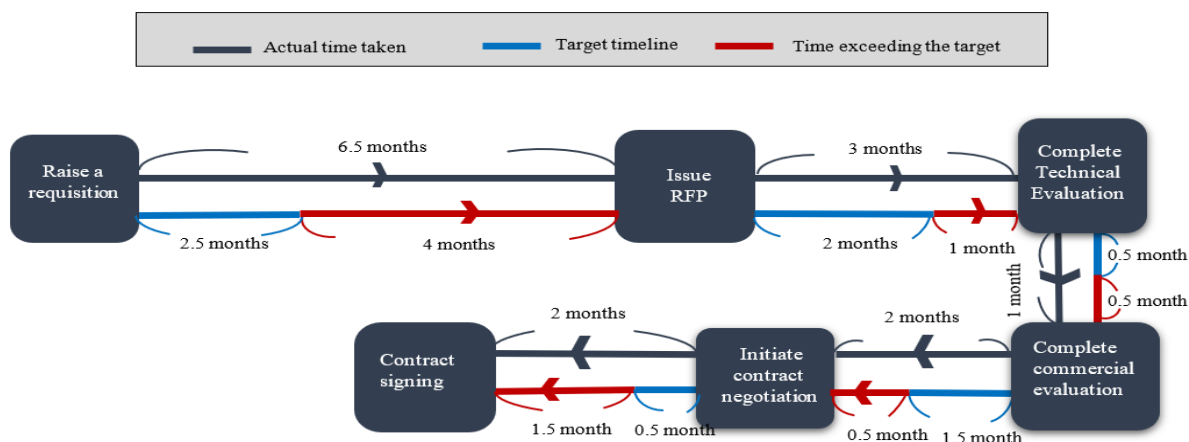 Actual time taken
Target timeline
Time exceeding the target
Raise a
requisition
6.5 months
2.5 months
4 months
Issue
RFP
3 months
2 months
1 month
Complete
Technical
Evaluation
1 month
0.5 month
0.5 month
Complete
commercial
evaluation
2 months
0.5 month
1.5 month
Initiate
contract
negotiation
2 months
1.5 month
0.5 month
Contract
signing